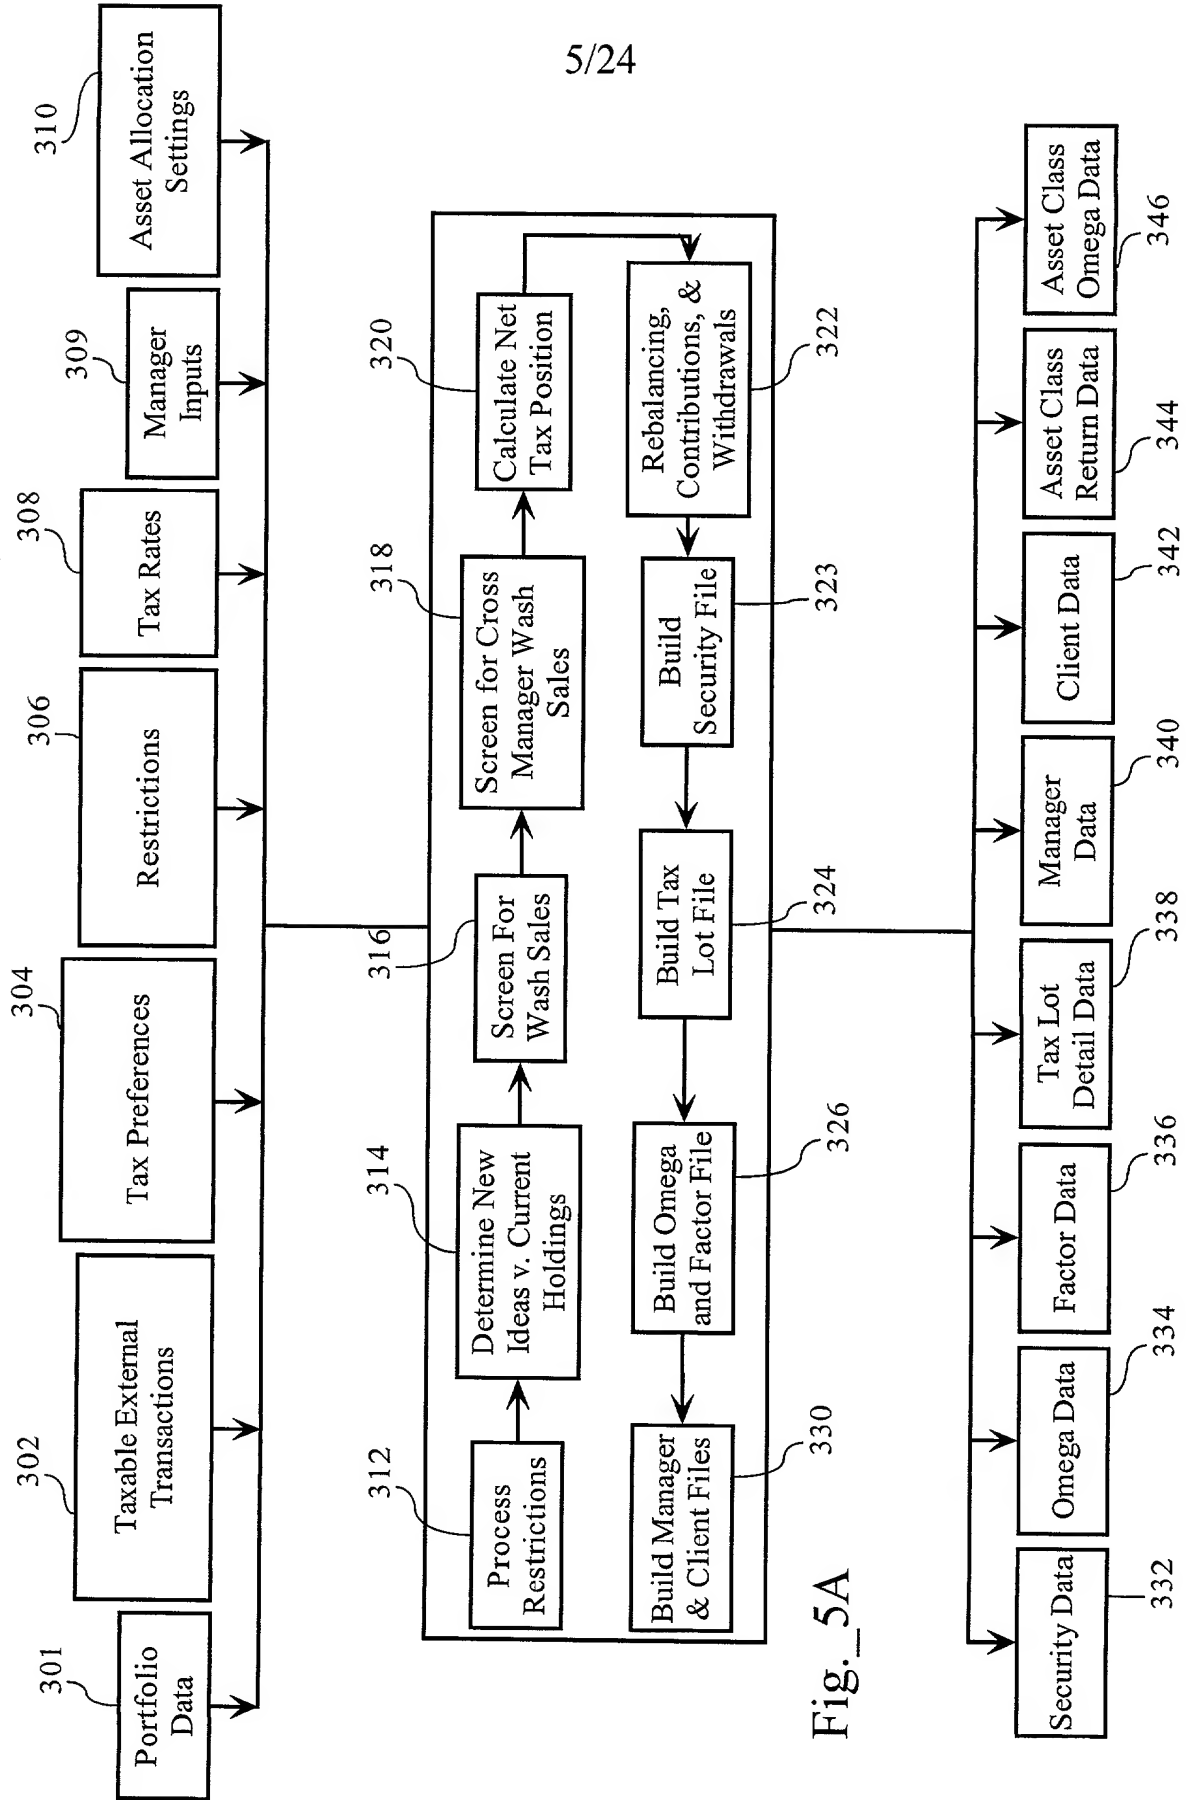 5/24
301
Portfolio
Data
302
Taxable External
Transactions
304
Tax Preferences
306
Restrictions
308
Tax Rates
309
Manager
Inputs
310
Asset Allocation
Settings
312
Process
Restrictions
314
Determine New
Ideas v. Current
Holdings
316
Screen For
Wash Sales
318
Screen for Cross
Manager Wash
Sales
320
Calculate Net
Tax Position
Rebalancing,
Contributions, &
Withdrawals
322
Build
Security File
323
Build Tax
Lot File
324
Build Omega
and Factor File
326
Build Manager
& Client Files
330
Fig._5A
Security Data
332
Omega Data
334
Factor Data
336
Tax Lot
Detail Data
338
Manager
Data
340
Client Data
342
Asset Class
Return Data
344
Asset Class
Omega Data
346